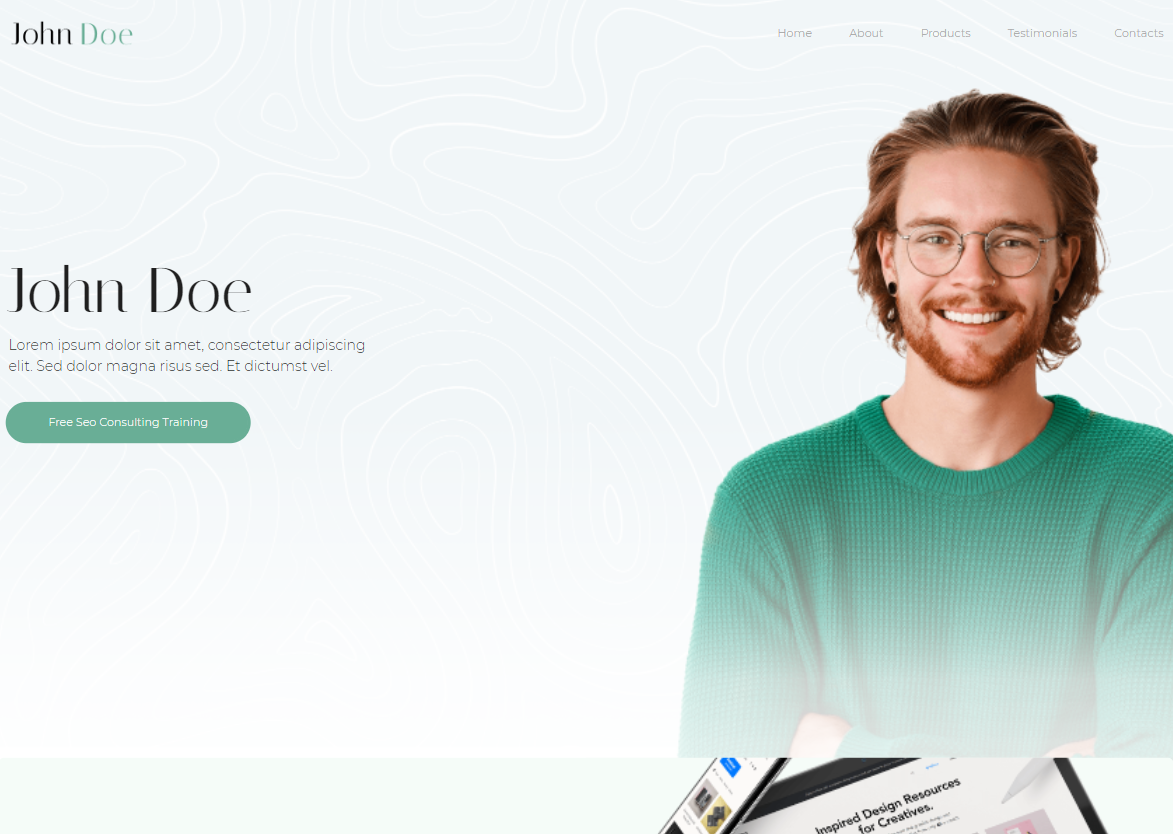 John Doe
Home About Products Testimonials Contacts
John Doe
Lorem ipsum dolor sit amet, consectetur adipiscing
elit. Sed dolor magna risus sed. Et dictumst vel.
Free Seo Consulting Training
Inspired Design Resources
for Creatives.